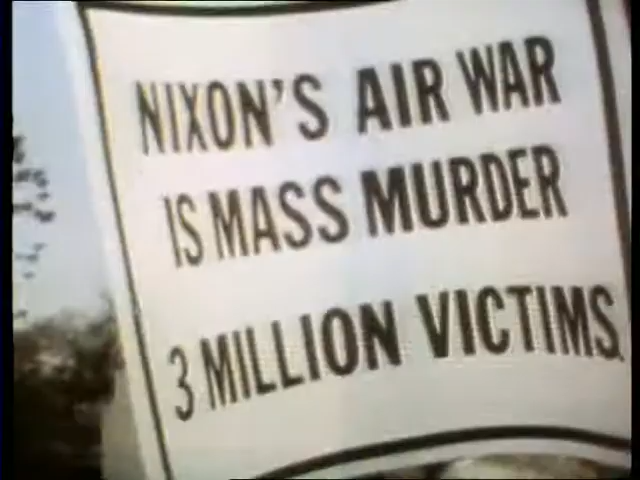 NIXON'S AIR WAR
IS MASS MURDER
3 MILLION VICTIMS